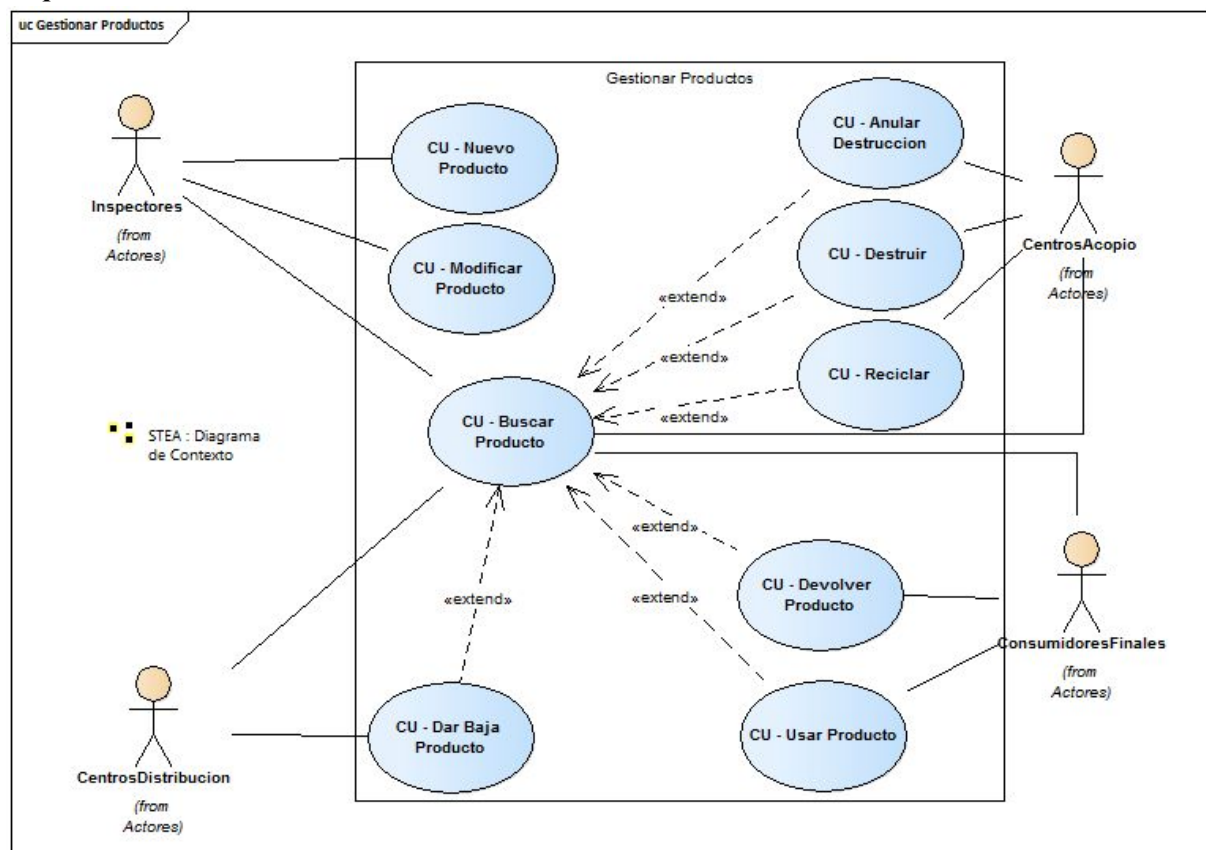 uc Gestionar Productos
Gestionar Productos
CU - Nuevo
Producto
CU - Anular
Destruccion
Inspectores
(from
Actores)
CU - Modificar
Producto
CU - Destruir
CentrosAcopio
(from
Actores)
«extend»
«extend»
CU - Reciclar
«extend»
CU - Buscar
Producto
STEA : Diagrama
de Contexto
«extend»
CU - Devolver
Producto
«extend»
«extend»
ConsumidoresFinales
(from
Actores)
CU - Dar Baja
Producto
CU - Usar Producto
CentrosDistribucion
(from
Actores)